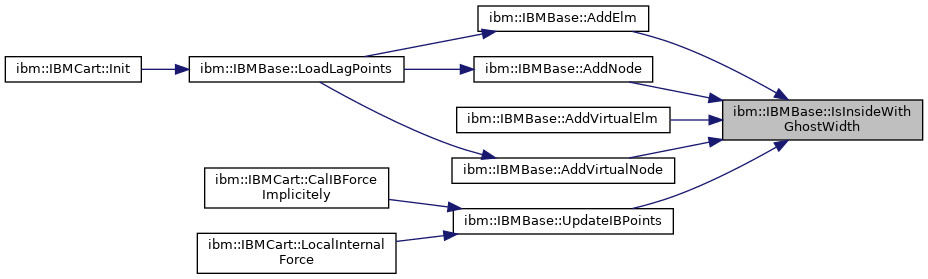 ibm::IBMBase::AddElm
ibm::IBMCart::Init
ibm::IBMBase::LoadLagPoints
ibm::IBMBase::AddNode
ibm::IBMBase::IsInsideWith
GhostWidth
ibm::IBMBase::AddVirtualElm
ibm::IBMBase::AddVirtualNode
ibm::IBMCart::CalIBForce
Implicitely
ibm::IBMBase::UpdateIBPoints
ibm::IBMCart::LocalInternal
Force